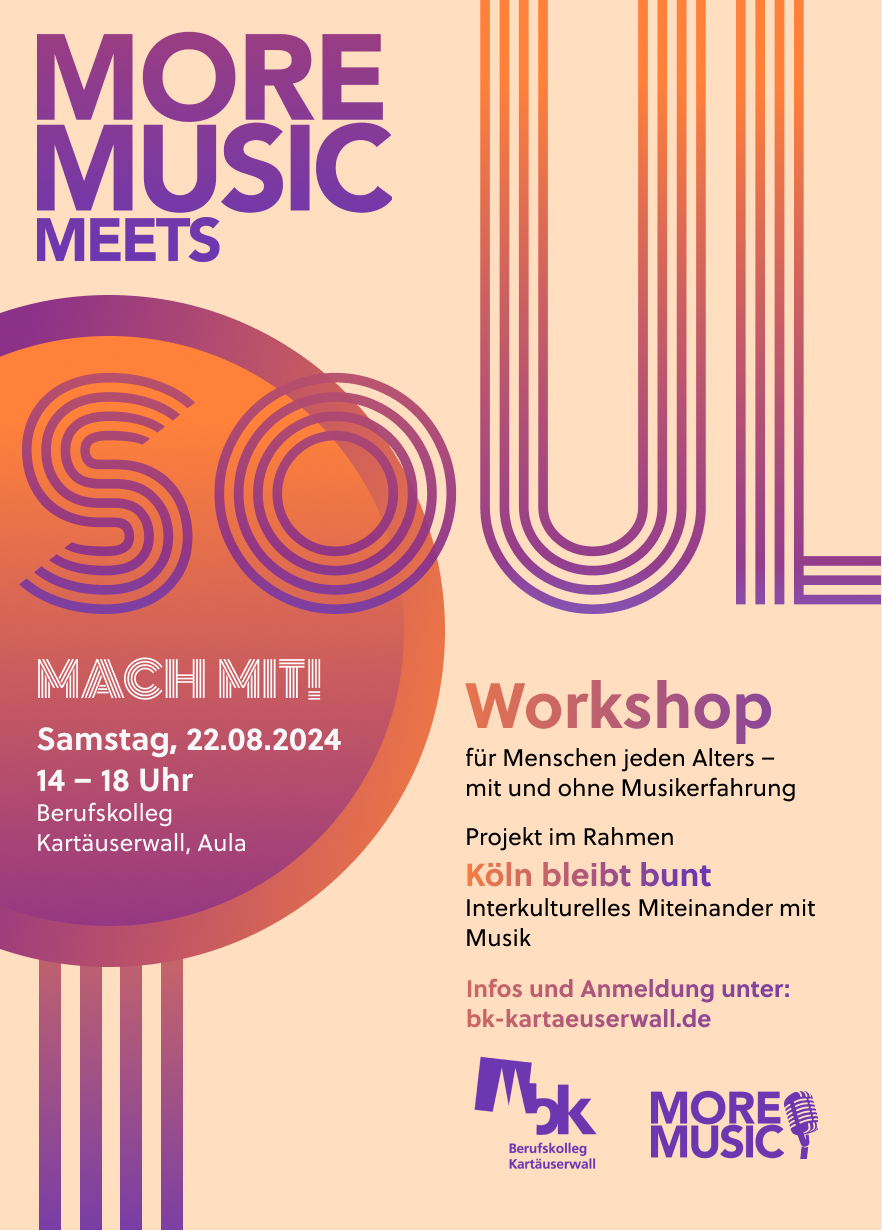 MORE
MUSIC
MEETS
SOUL
MACH MIT!
Samstag, 22.08.2024
14 – 18 Uhr
Berufskolleg
Kartäuserwall, Aula
Workshop
für Menschen jeden Alters –
mit und ohne Musikerfahrung
Projekt im Rahmen
Köln bleibt bunt
Interkulturelles Miteinander mit
Musik
Infos und Anmeldung unter:
bk-kartaeuserwall.de
bk
Berufskolleg
Kartäuserwall
MORE
MUSIC